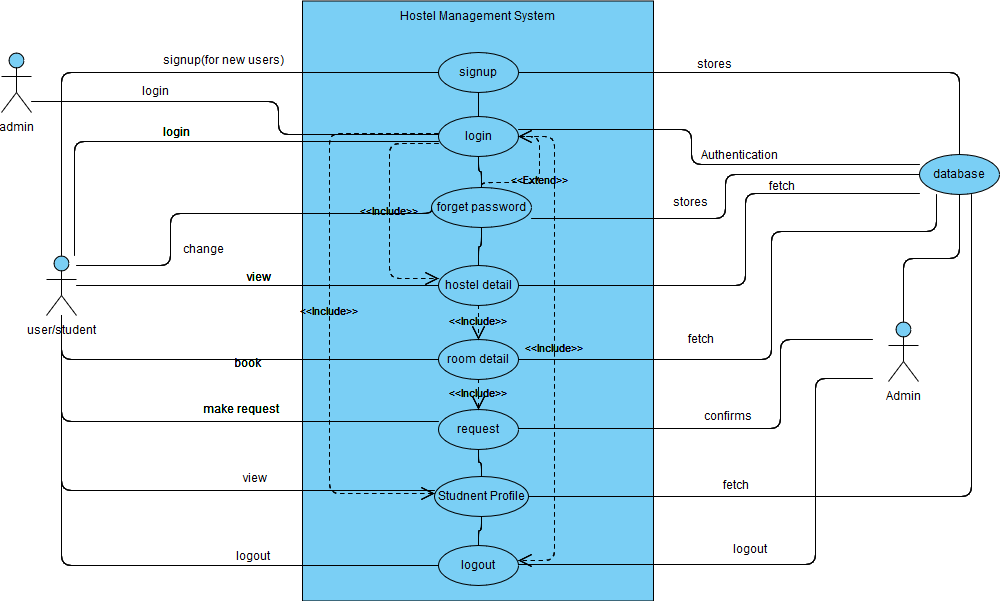 Hostel Management System
signup(for new users)
signup
stores
login
admin
login
login
Authentication
database
<<Extend>>
fetch
stores
<<Include>>
forget password
change
view
hostel detail
<<Include>>
<<Include>>
user/student
<<Include>>
fetch
book
room detail
<<Include>>
Admin
make request
confirms
request
view
fetch
Studnent Profile
logout
logout
logout